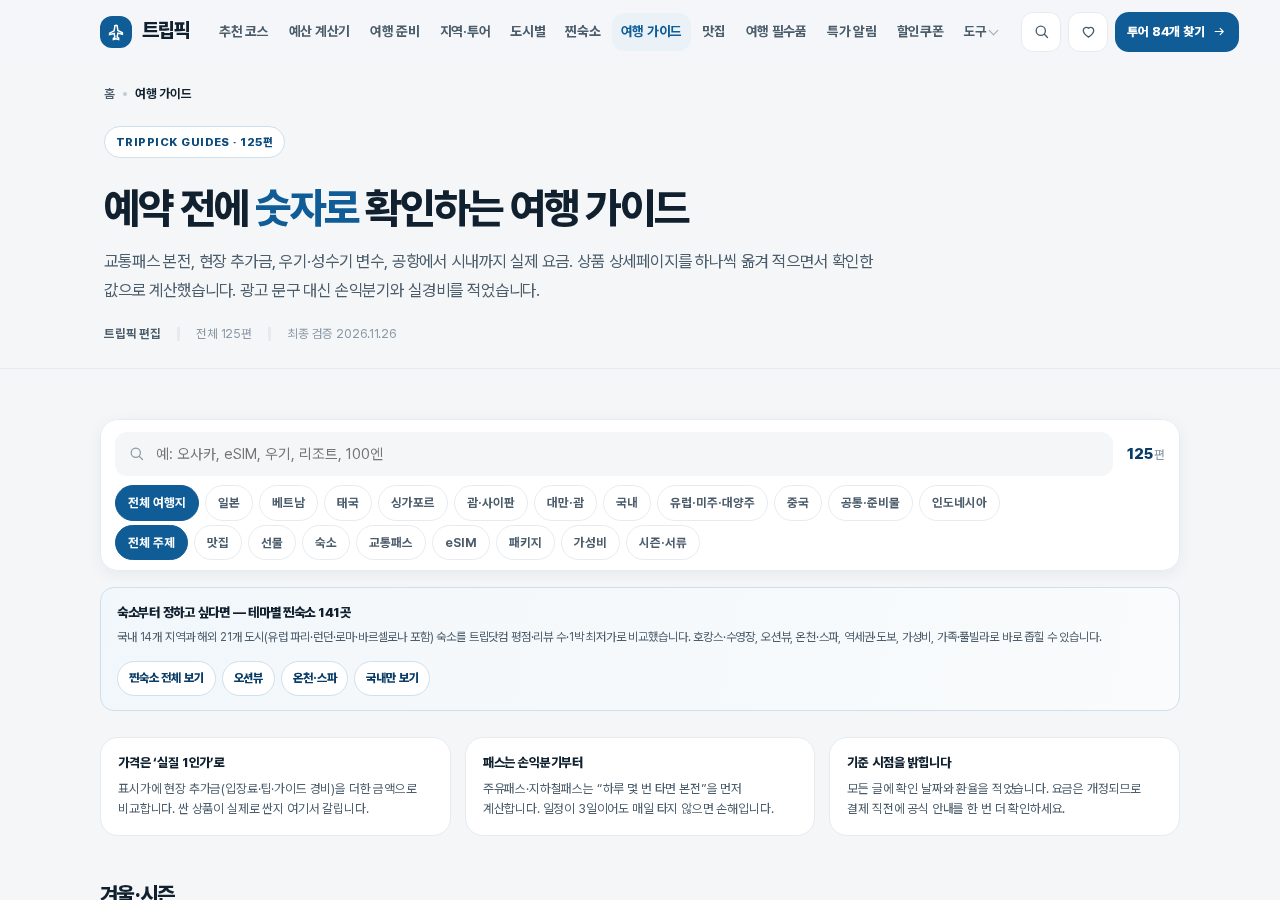 트립픽
추천 코스 예산 계산기 여행 준비 지역·투어 도시별 찐숙소 여행 가이드 맛집 여행 필수품 특가 알림 할인쿠폰 도구
투어 84개 찾기 →
홈 • 여행 가이드
TRIPPICK GUIDES · 125편
예약 전에 숫자로 확인하는 여행 가이드
교통패스 본전, 현장 추가금, 우기·성수기 변수, 공항에서 시내까지 실제 요금. 상품 상세페이지를 하나씩 옮겨 적으면서 확인한
값으로 계산했습니다. 광고 문구 대신 손익분기와 실경비를 적었습니다.
트립픽 편집 전체 125편 최종 검증 2026.11.26
예: 오사카, eSIM, 우기, 리조트, 100엔
125편
전체 여행지 일본 베트남 태국 싱가포르 괌·사이판 대만·괌 국내 유럽·미주·대양주 중국 공통·준비물 인도네시아
전체 주제 맛집 선물 숙소 교통패스 eSIM 패키지 가성비 시즌·서류
숙소부터 정하고 싶다면 — 테마별 찐숙소 141곳
국내 14개 지역과 해외 21개 도시(유럽 파리·런던·로마·바르셀로나 포함) 숙소를 트립닷컴 평점·리뷰 수·1박 최저가로 비교했습니다. 호캉스·수영장, 오션뷰, 온천·스파, 역세권·도보, 가성비, 가족·풀빌라로 바로 좁힐 수 있습니다.
찐숙소 전체 보기 오션뷰 온천·스파 국내만 보기
가격은 ‘실질 1인가’로
표시가에 현장 추가금(입장료·팁·가이드 경비)을 더한 금액으로
비교합니다. 싼 상품이 실제로 싼지 여기서 갈립니다.
패스는 손익분기부터
주유패스·지하철패스는 “하루 몇 번 타면 본전”을 먼저
계산합니다. 일정이 3일이어도 매일 타지 않으면 손해입니다.
기준 시점을 밝힙니다
모든 글에 확인 날짜와 환율을 적었습니다. 요금은 개정되므로
결제 직전에 공식 안내를 한 번 더 확인하세요.
겨울·시즌